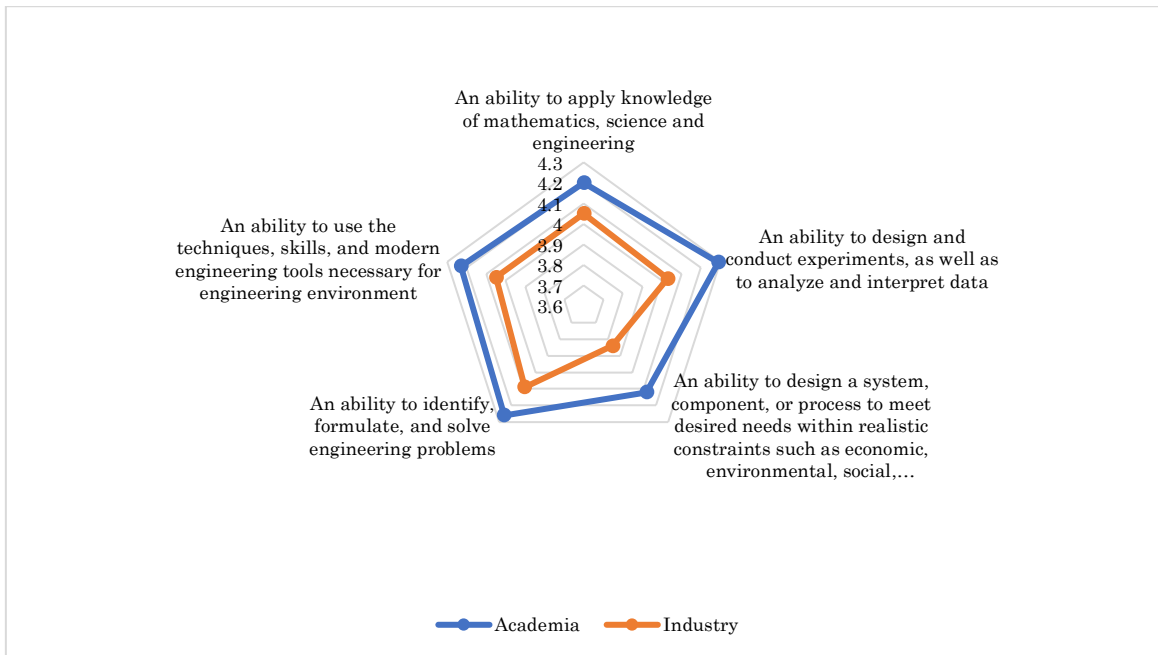 An ability to apply knowledge
of mathematics, science and
engineering
4.3
4.2
4.1
4
3.9
3.8
3.7
3.6
An ability to design and
conduct experiments, as well as
to analyze and interpret data
An ability to design a system,
component, or process to meet
desired needs within realistic
constraints such as economic,
environmental, social,…
An ability to identify,
formulate, and solve
engineering problems
An ability to use the
techniques, skills, and modern
engineering tools necessary for
engineering environment
Academia
Industry